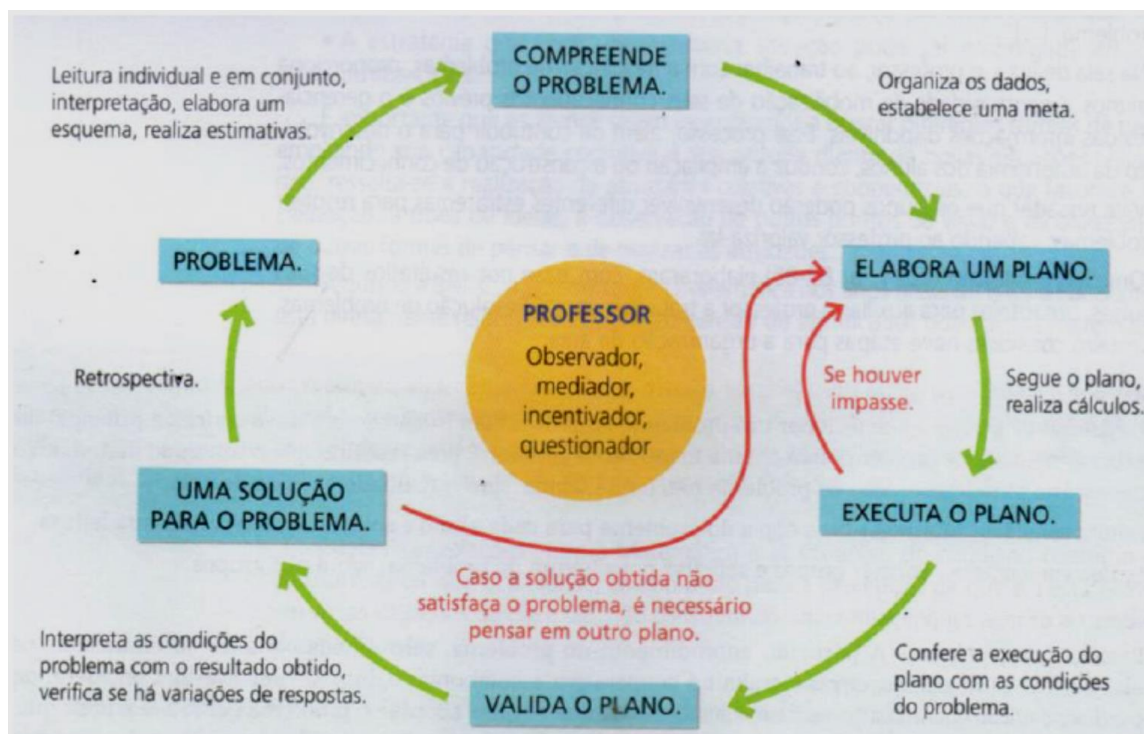 COMPREENDE
O PROBLEMA.
Leitura individual e em conjunto,
interpretação, elabora um
esquema, realiza estimativas.
Organiza os dados,
estabelece uma meta.
PROBLEMA.
ELABORA UM PLANO.
PROFESSOR
Observador,
mediador,
incentivador,
questionador
Se houver
impasse.
Segue o plano,
realiza cálculos.
Retrospectiva.
UMA SOLUÇÃO
PARA O PROBLEMA.
EXECUTA O PLANO.
Caso a solução obtida não
satisfaça o problema, é necessário
pensar em outro plano.
Interpreta as condições do
problema com o resultado obtido,
verifica se há variações de respostas.
Confere a execução do
plano com as condições
do problema.
VALIDA O PLANO.